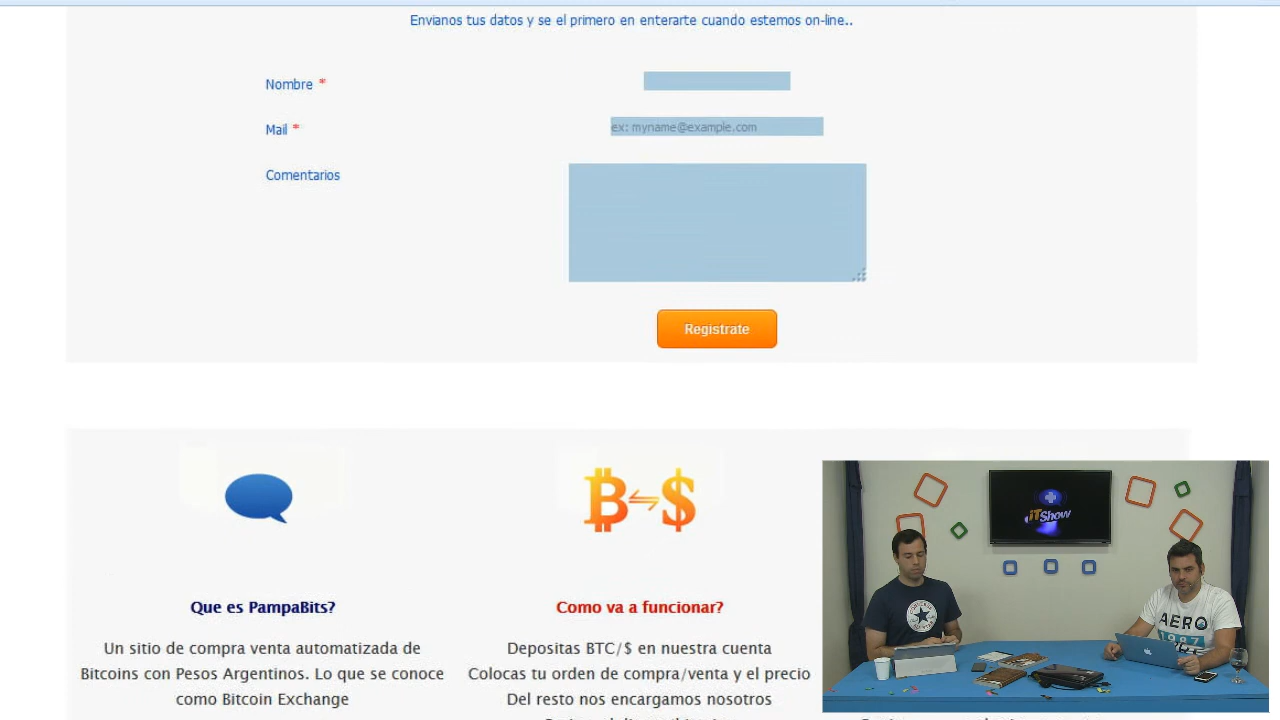 Envianos tus datos y se el primero en enterarte cuando estemos on-line..
Nombre *
Mail *
ex: myname@example.com
Comentarios
Registrate
Que es PampaBits?
Un sitio de compra venta automatizada de
Bitcoins con Pesos Argentinos. Lo que se conoce
como Bitcoin Exchange
Como va a funcionar?
Depositas BTC/$ en nuestra cuenta
Colocas tu orden de compra/venta y el precio
Del resto nos encargamos nosotros
iTShow
AERO
1987